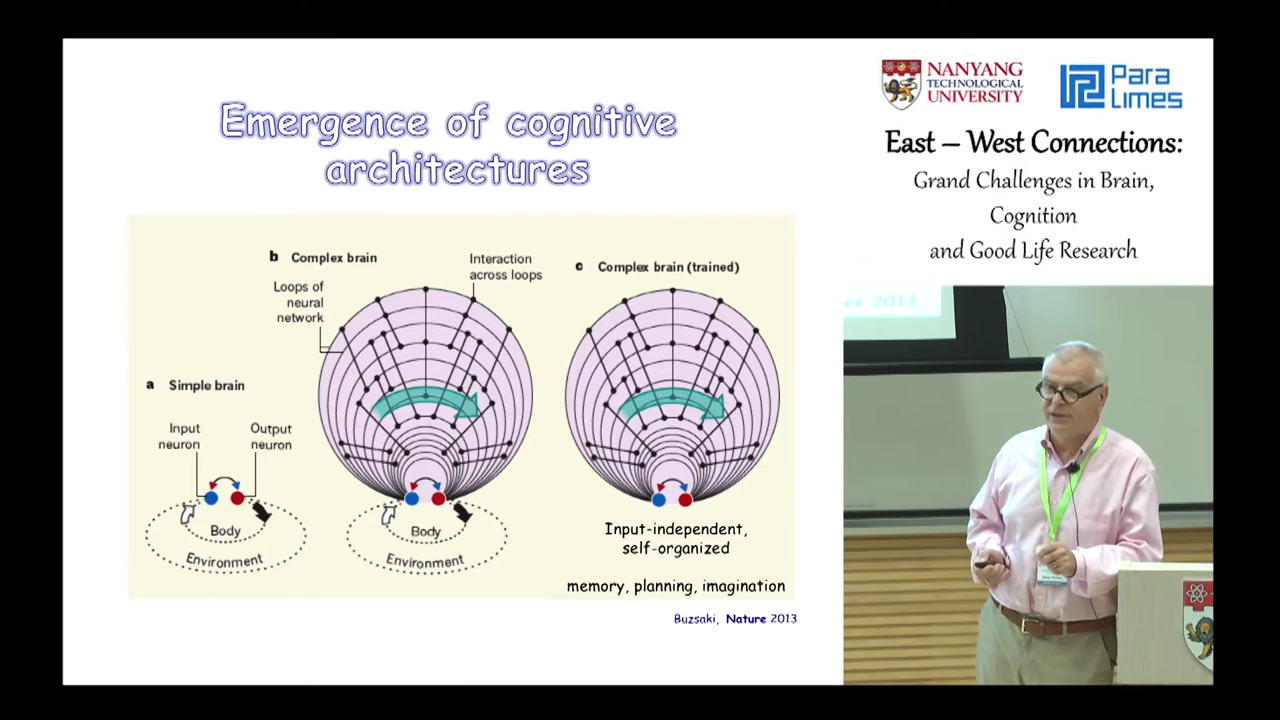 Emergence of cognitive
architectures
a Simple brain
Input
neuron
Output
neuron
Body
Environment
b Complex brain
Loops of
neural
network
Interaction
across loops
Body
Environment
c Complex brain (trained)
Input-independent,
self-organized
memory, planning, imagination
Buzsaki, Nature 2013
NANYANG
TECHNOLOGICAL
UNIVERSITY
Para
Limes
East – West Connections:
Grand Challenges in Brain,
Cognition
and Good Life Research
re 2013